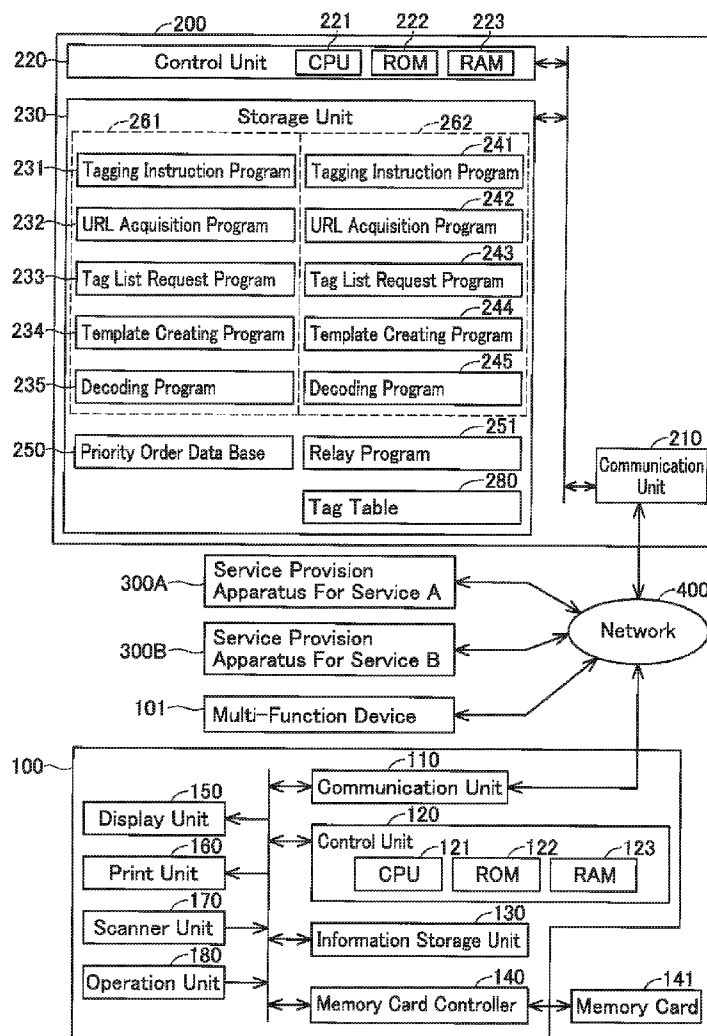 200
221
222
223
220
Control Unit
CPU
ROM
RAM
230
Storage Unit
261
262
241
231
Tagging Instruction Program
Tagging Instruction Program
242
232
URL Acquisition Program
URL Acquisition Program
243
233
Tag List Request Program
Tag List Request Program
244
234
Template Creating Program
Template Creating Program
245
235
Decoding Program
Decoding Program
251
210
250
Priority Order Data Base
Relay Program
Communication
Unit
280
Tag Table
300A
Service Provision
Apparatus For Service A
400
Network
300B
Service Provision
Apparatus For Service B
101
Multi-Function Device
100
110
Communication Unit
150
Display Unit
120
Control Unit
121
122
123
CPU
ROM
RAM
160
Print Unit
170
Scanner Unit
130
Information Storage Unit
180
Operation Unit
140
Memory Card Controller
141
Memory Card